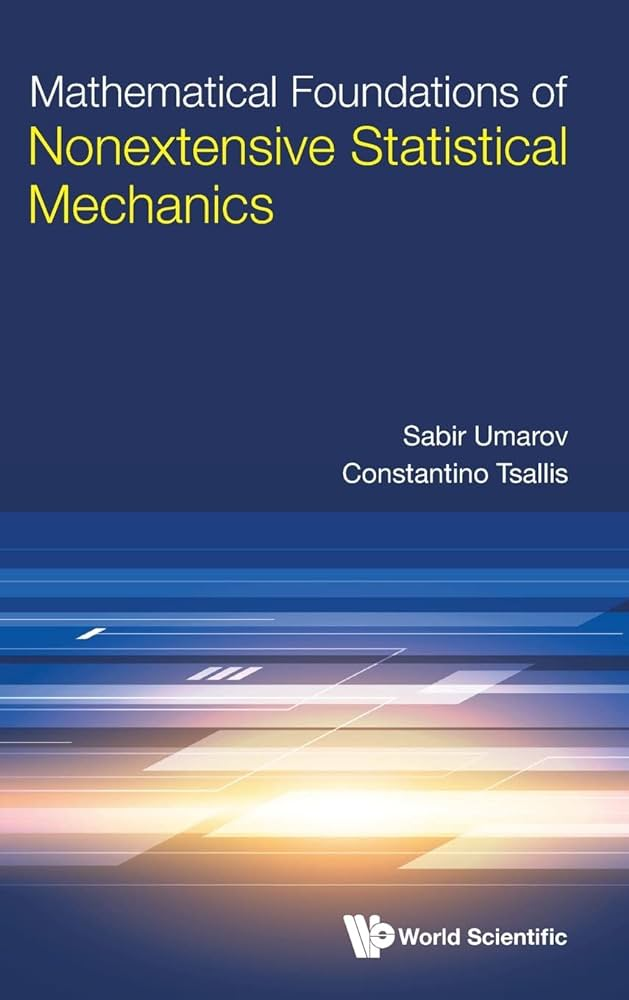 Mathematical Foundations of
Nonextensive Statistical
Mechanics
Sabir Umarov
Constantino Tsallis
World Scientific